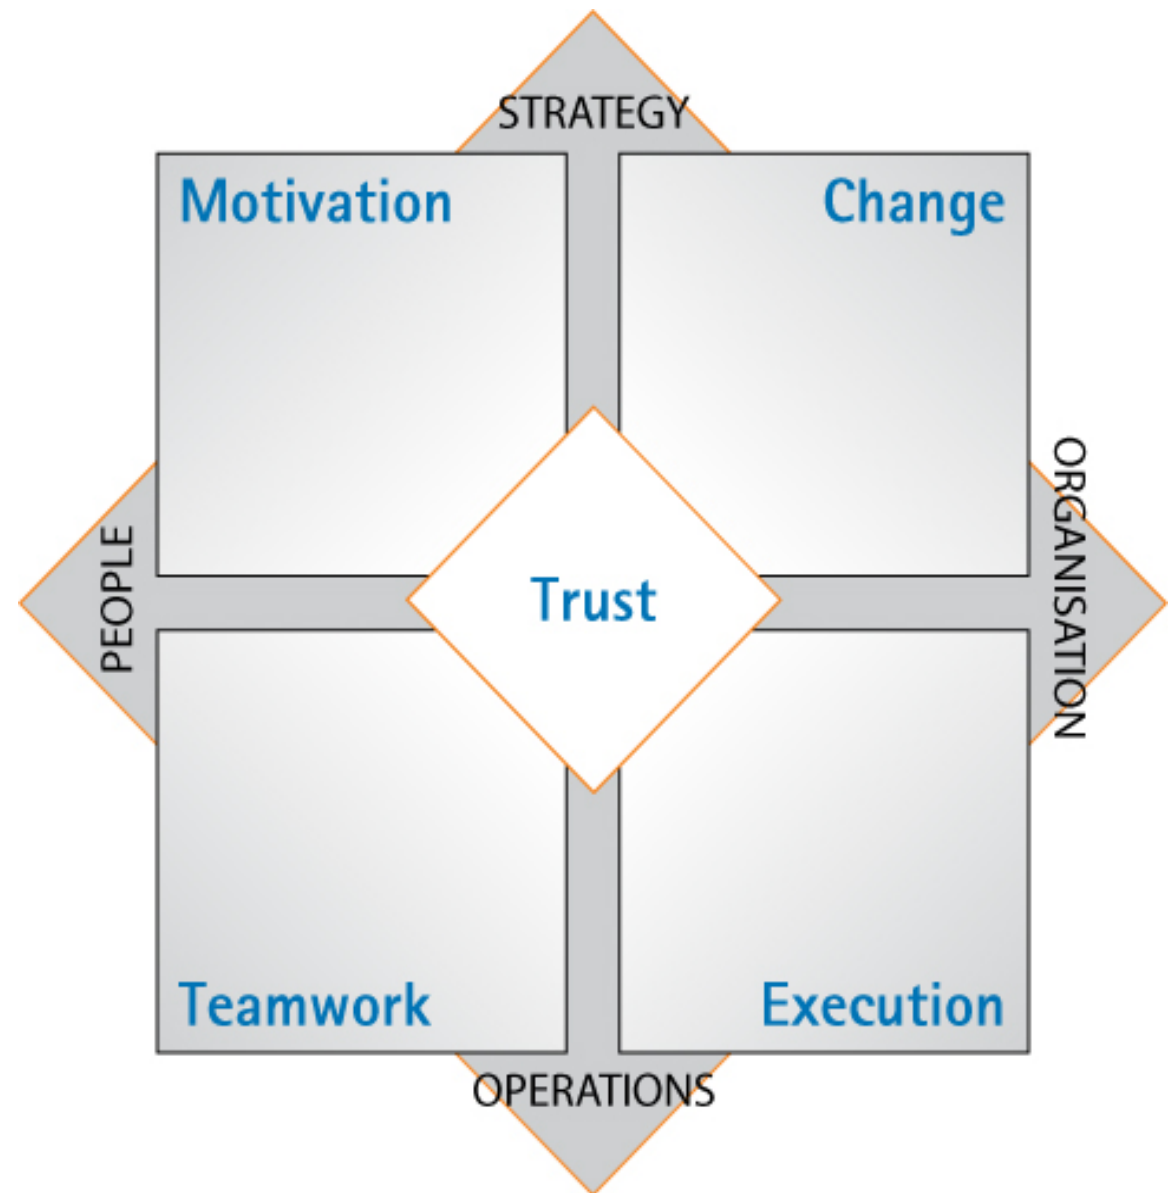 STRATEGY
Motivation
Change
PEOPLE
Trust
ORGANISATION
Teamwork
Execution
OPERATIONS